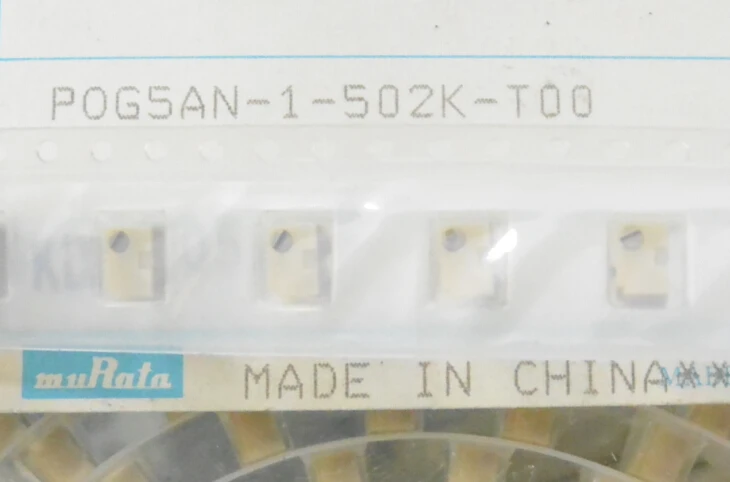 POG5AN-1-502K-T00
muRata
MADE IN CHINA**